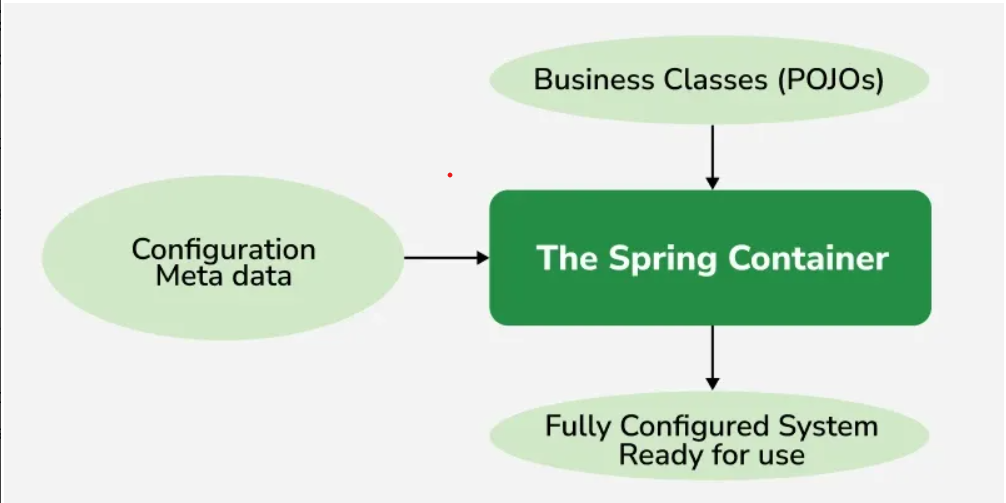 Business Classes (POJOs)
Configuration
Meta data
The Spring Container
Fully Configured System
Ready for use